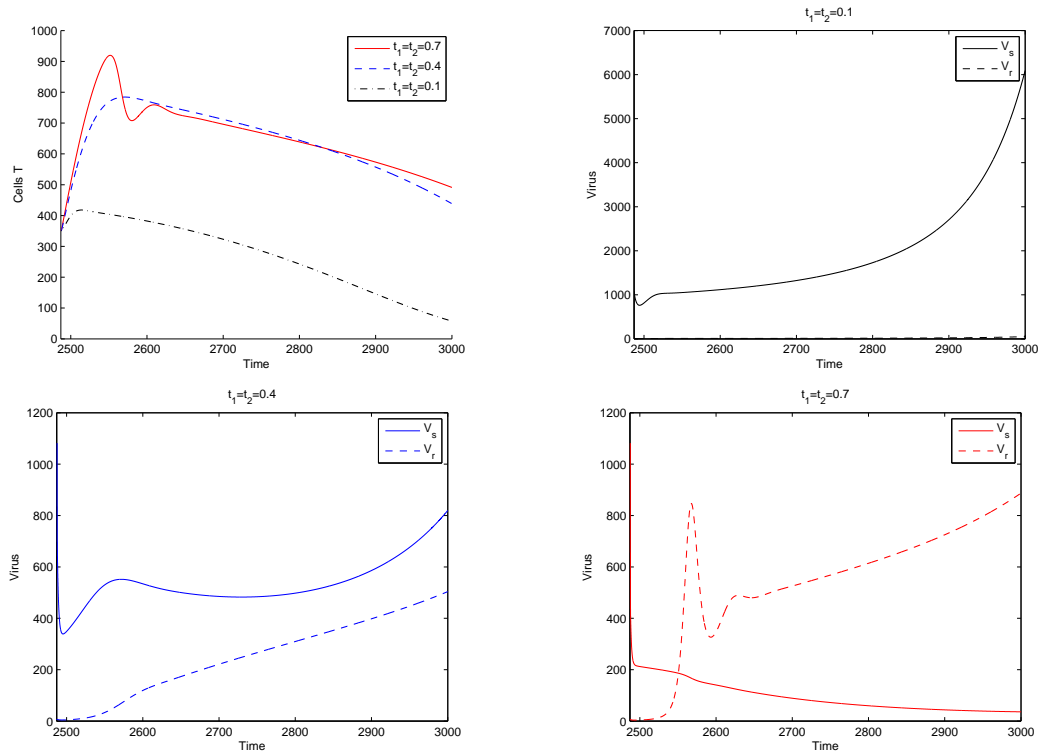 t₁=t₂=0.1
1000
900
800
700
600
500
400
300
200
100
0
Cells T
2500 2600 2700 2800 2900 3000
Time
t₁=t₂=0.7
t₁=t₂=0.4
t₁=t₂=0.1
7000
6000
5000
4000
3000
2000
1000
0
Virus
2500 2600 2700 2800 2900 3000
Time
Vₛ
Vᵣ
t₁=t₂=0.4
1200
1000
800
600
400
200
0
Virus
2500 2600 2700 2800 2900 3000
Time
Vₛ
Vᵣ
t₁=t₂=0.7
1200
1000
800
600
400
200
0
Virus
2500 2600 2700 2800 2900 3000
Time
Vₛ
Vᵣ